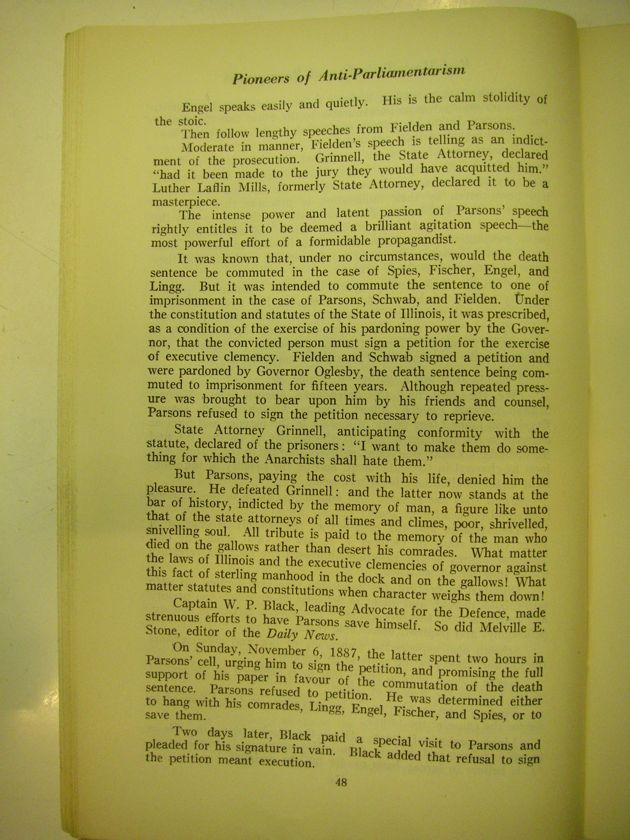 Pioneers of Anti-Parliamentarism
Engel speaks easily and quietly. His is the calm stolidity of
the stoic.
Then follow lengthy speeches from Fielden and Parsons.
Moderate in manner, Fielden's speech is telling as an indict-
ment of the prosecution. Grinnell, the State Attorney, declared
"had it been made to the jury they would have acquitted him."
Luther Laflin Mills, formerly State Attorney, declared it to be a
masterpiece.
The intense power and latent passion of Parsons' speech
rightly entitles it to be deemed a brilliant agitation speech—the
most powerful effort of a formidable propagandist.
It was known that, under no circumstances, would the death
sentence be commuted in the case of Spies, Fischer, Engel, and
Lingg. But it was intended to commute the sentence to one of
imprisonment in the case of Parsons, Schwab, and Fielden. Under
the constitution and statutes of the State of Illinois, it was prescribed,
as a condition of the exercise of his pardoning power by the Gover-
nor, that the convicted person must sign a petition for the exercise
of executive clemency. Fielden and Schwab signed a petition and
were pardoned by Governor Oglesby, the death sentence being com-
muted to imprisonment for fifteen years. Although repeated press-
ure was brought to bear upon him by his friends and counsel,
Parsons refused to sign the petition necessary to reprieve.
State Attorney Grinnell, anticipating conformity with the
statute, declared of the prisoners: "I want to make them do some-
thing for which the Anarchists shall hate them."
But Parsons, paying the cost with his life, denied him the
pleasure. He defeated Grinnell: and the latter now stands at the
bar of history, indicted by the memory of man, a figure like unto
that of the state attorneys of all times and climes, poor, shrivelled,
snivelling soul. All tribute is paid to the memory of the man who
died on the gallows rather than desert his comrades. What matter
the laws of Illinois and the executive clemencies of governor against
this fact of sterling manhood in the dock and on the gallows! What
matter statutes and constitutions when character weighs them down!
Captain W. P. Black, leading Advocate for the Defence, made
strenuous efforts to have Parsons save himself. So did Melville E.
Stone, editor of the Daily News.
On Sunday, November 6, 1887, the latter spent two hours in
Parsons' cell, urging him to sign the petition, and promising the full
support of his paper in favour of the commutation of the death
sentence. Parsons refused to petition. He was determined either
to hang with his comrades, Lingg, Engel, Fischer, and Spies, or to
save them.
Two days later, Black paid a special visit to Parsons and
pleaded for his signature in vain. Black added that refusal to sign
the petition meant execution.
48